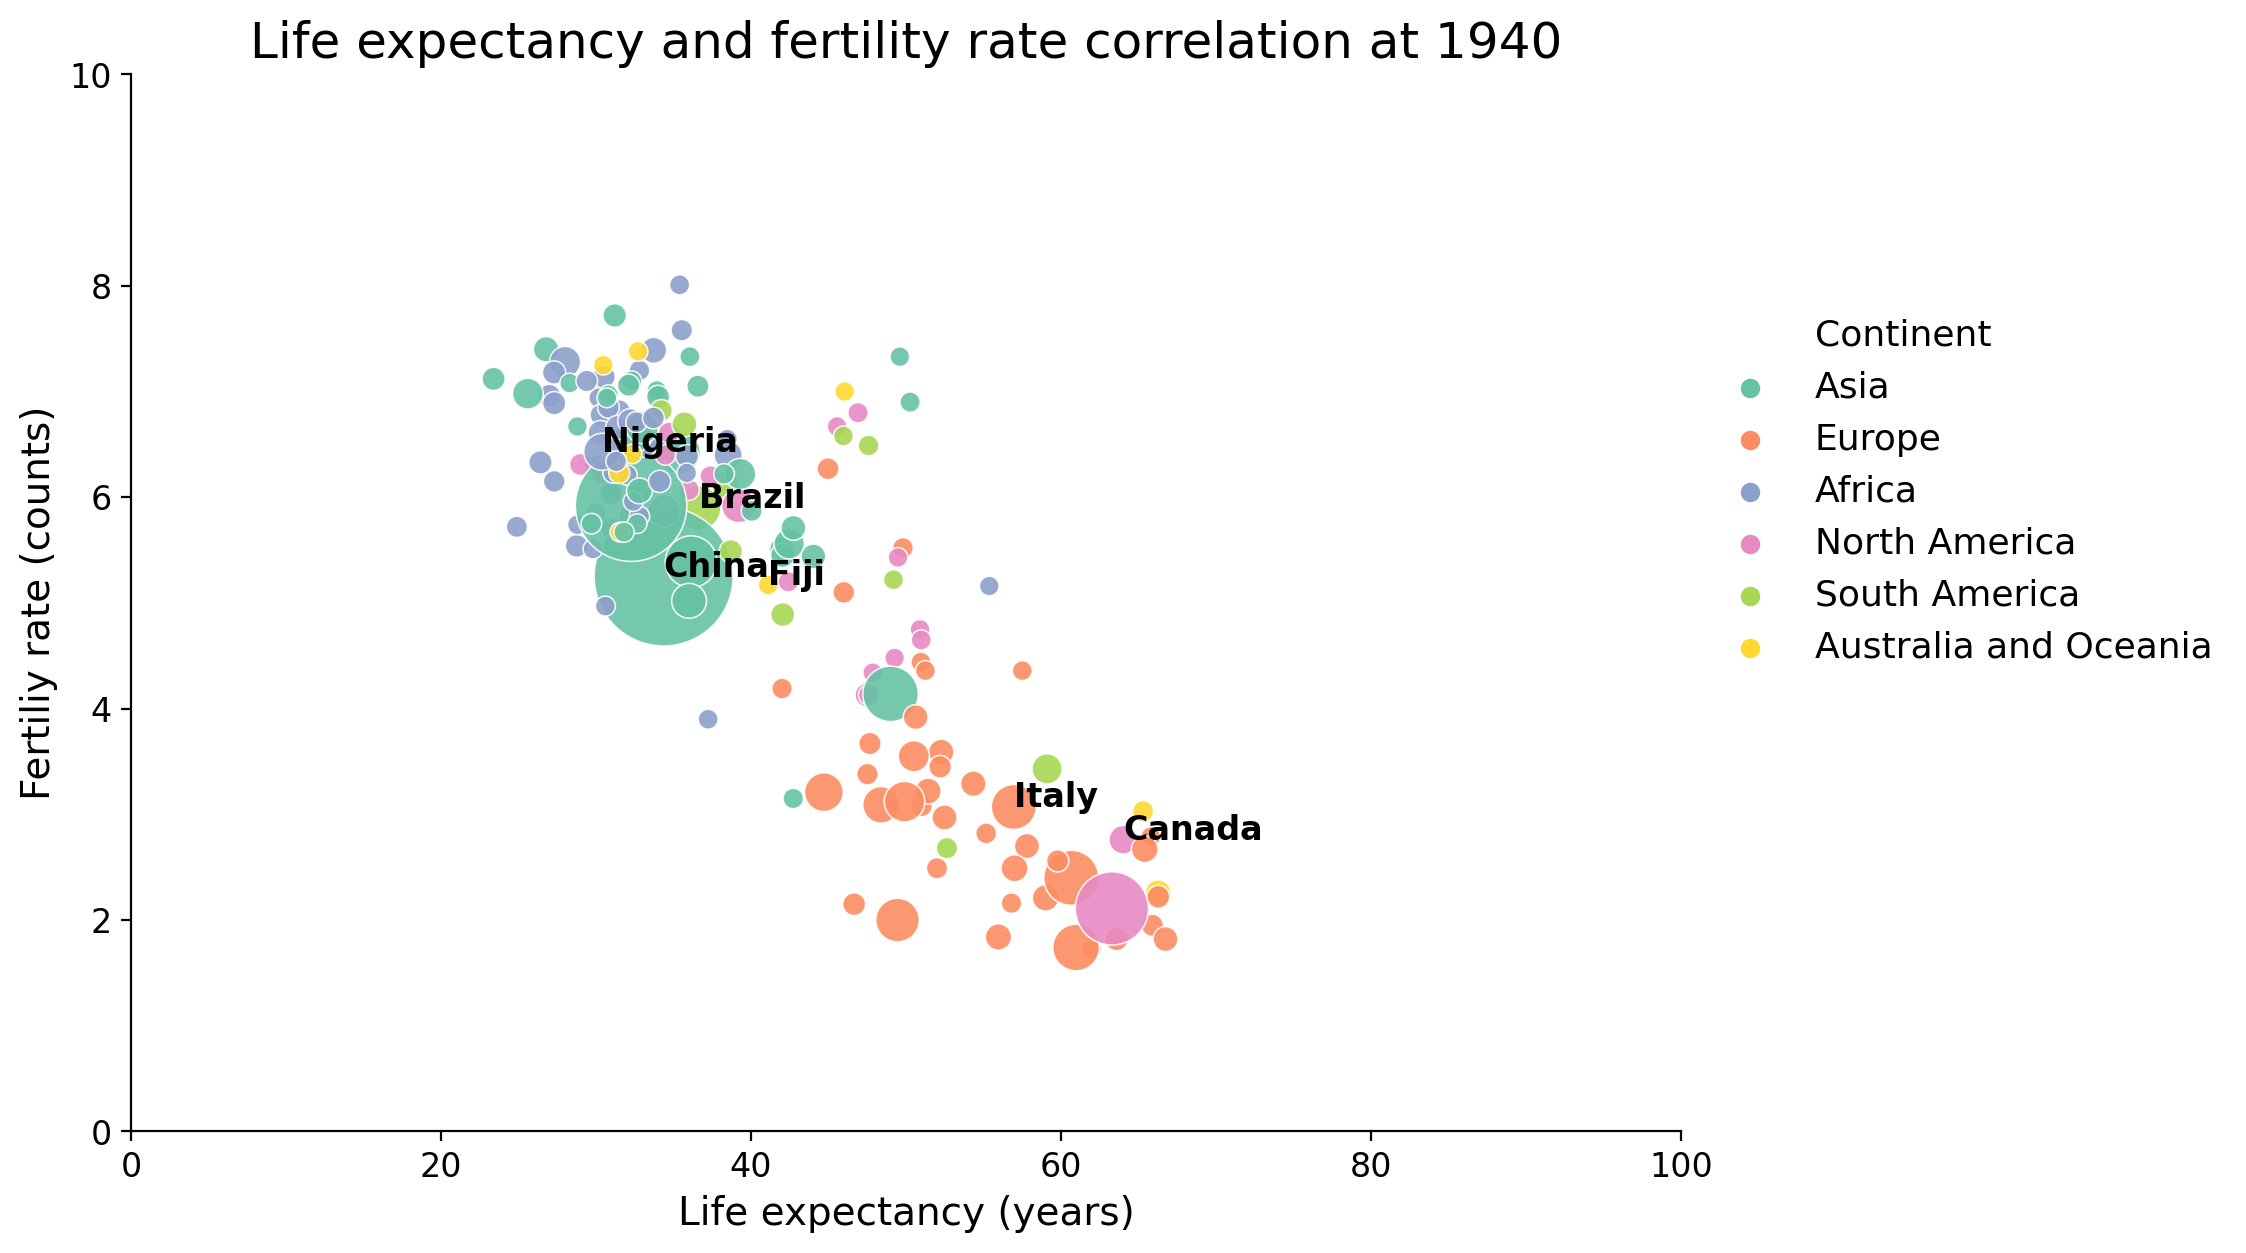 Life expectancy and fertility rate correlation at 1940
10
8
6
4
2
0
Fertiliy rate (counts)
0 20 40 60 80 100
Life expectancy (years)
Nigeria
Brazil
China
Fiji
Italy
Canada
Continent
Asia
Europe
Africa
North America
South America
Australia and Oceania